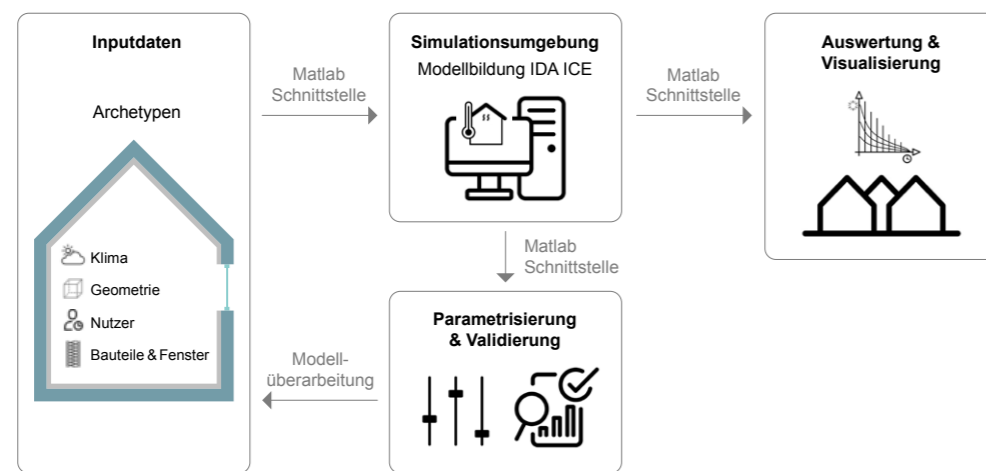 Inputdaten
Archetypen
Klima
Geometrie
Nutzer
Bauteile & Fenster
Matlab
Schnittstelle
Simulationsumgebung
Modellbildung IDA ICE
Matlab
Schnittstelle
Auswertung &
Visualisierung
Matlab
Schnittstelle
Parametrisierung
& Validierung
Modell-
überarbeitung